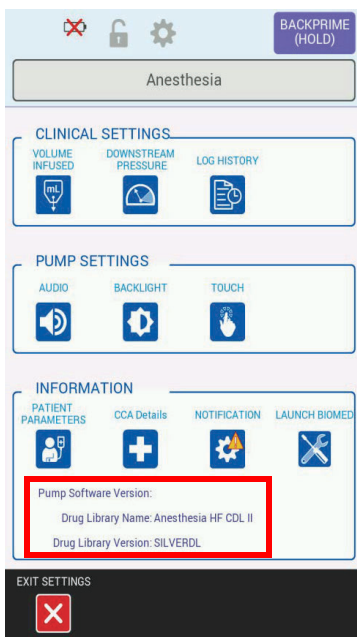 BACKPRIME
(HOLD)
Anesthesia
CLINICAL SETTINGS
VOLUME
INFUSED
DOWNSTREAM
PRESSURE
LOG HISTORY
mL
PUMP SETTINGS
AUDIO
BACKLIGHT
TOUCH
INFORMATION
PATIENT
PARAMETERS
CCA Details
NOTIFICATION
LAUNCH BIOMED
Pump Software Version:
Drug Library Name: Anesthesia HF CDL II
Drug Library Version: SILVERDL
EXIT SETTINGS